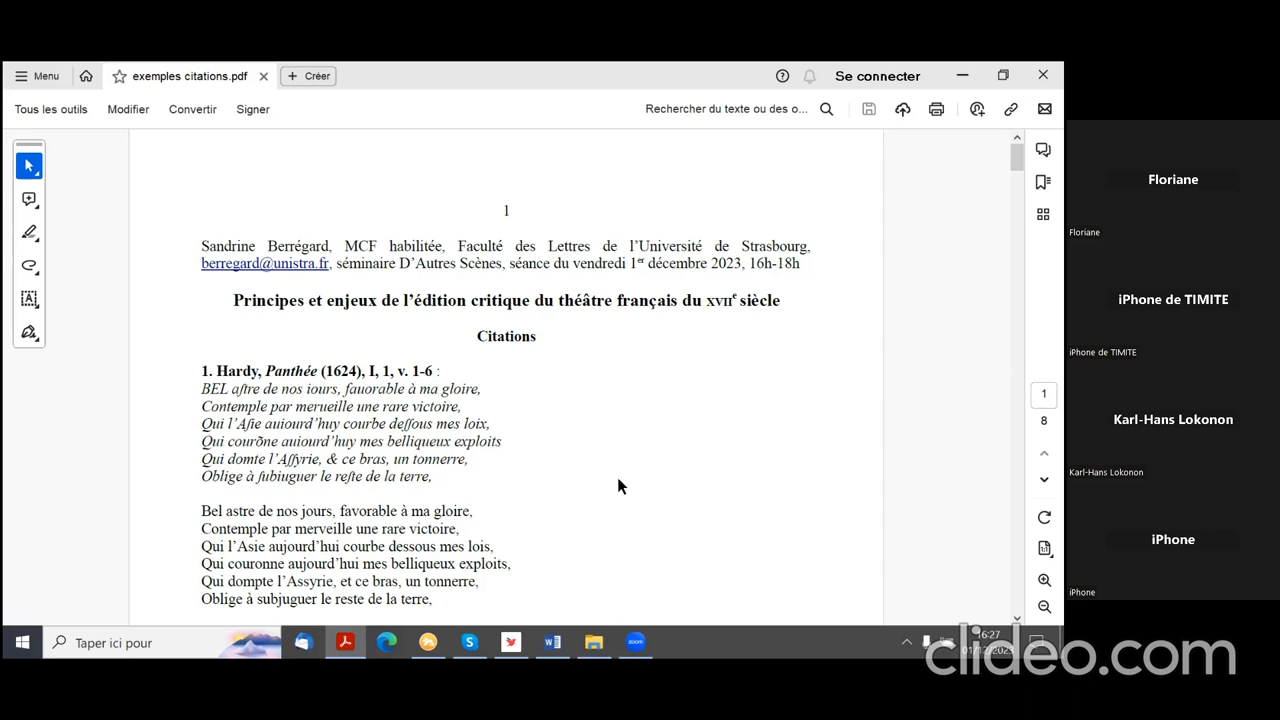 Menu
exemples citations.pdf
Créer
Se connecter
Tous les outils
Modifier
Convertir
Signer
Rechercher du texte ou des o...
1
Sandrine Berrégard, MCF habilitée, Faculté des Lettres de l’Université de Strasbourg,
berregard@unistra.fr, séminaire D’Autres Scènes, séance du vendredi 1er décembre 2023, 16h-18h
Principes et enjeux de l’édition critique du théâtre français du XVIIe siècle
Citations
1. Hardy, Panthée (1624), I, 1, v. 1-6 :
BEL aſtre de nos iours, fauorable à ma gloire,
Contemple par merueille une rare victoire,
Qui l’Aſie auiourd’huy courbe deſſous mes loix,
Qui courõne auiourd’huy mes belliqueux exploits
Qui domte l’Aſſyrie, & ce bras, un tonnerre,
Oblige à ſubiuguer le reſte de la terre,
Bel astre de nos jours, favorable à ma gloire,
Contemple par merveille une rare victoire,
Qui l’Asie aujourd’hui courbe dessous mes lois,
Qui couronne aujourd’hui mes belliqueux exploits,
Qui dompte l’Assyrie, et ce bras, un tonnerre,
Oblige à subjuguer le reste de la terre,
1
8
Floriane
Floriane
iPhone de TIMITE
iPhone de TIMITE
Karl-Hans Lokonon
Karl-Hans Lokonon
iPhone
iPhone
Taper ici pour
zoom
16:27
01/12/2023
clideo.com